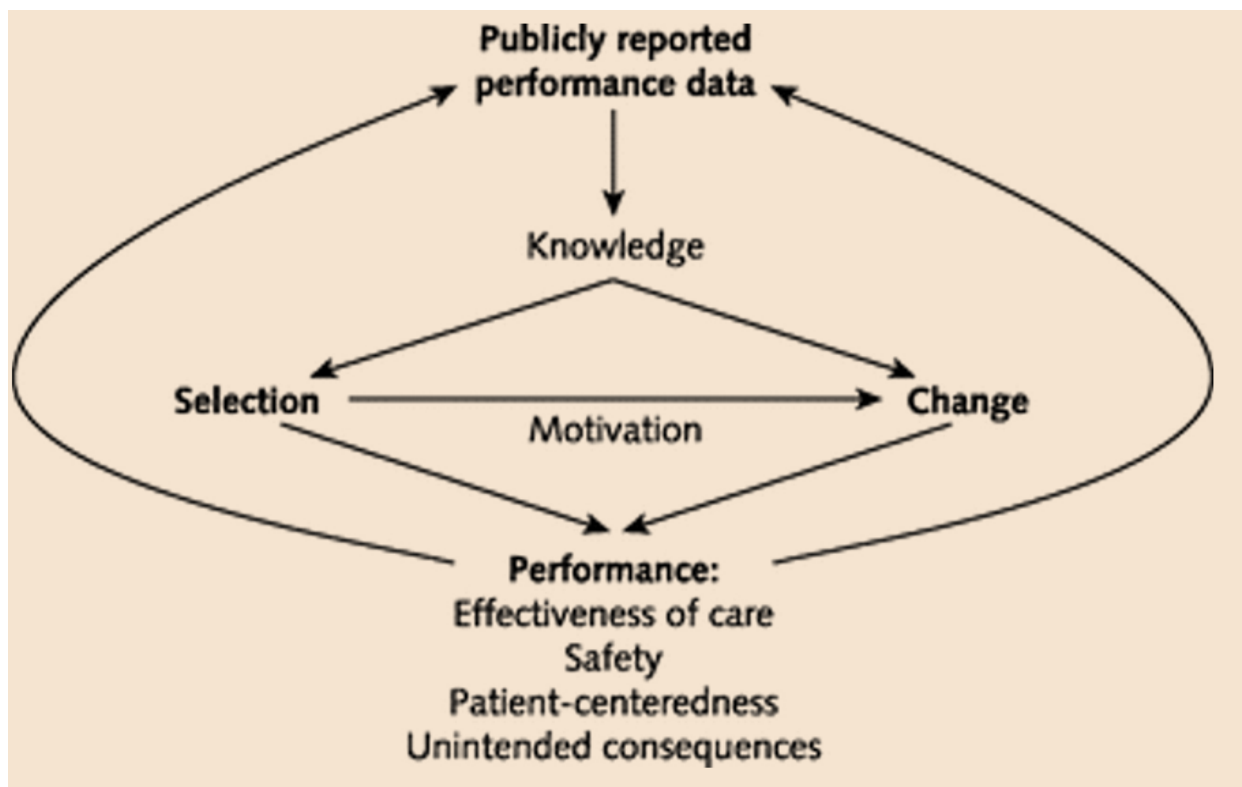 Publicly reported
performance data
Knowledge
Selection
Change
Motivation
Performance:
Effectiveness of care
Safety
Patient-centeredness
Unintended consequences